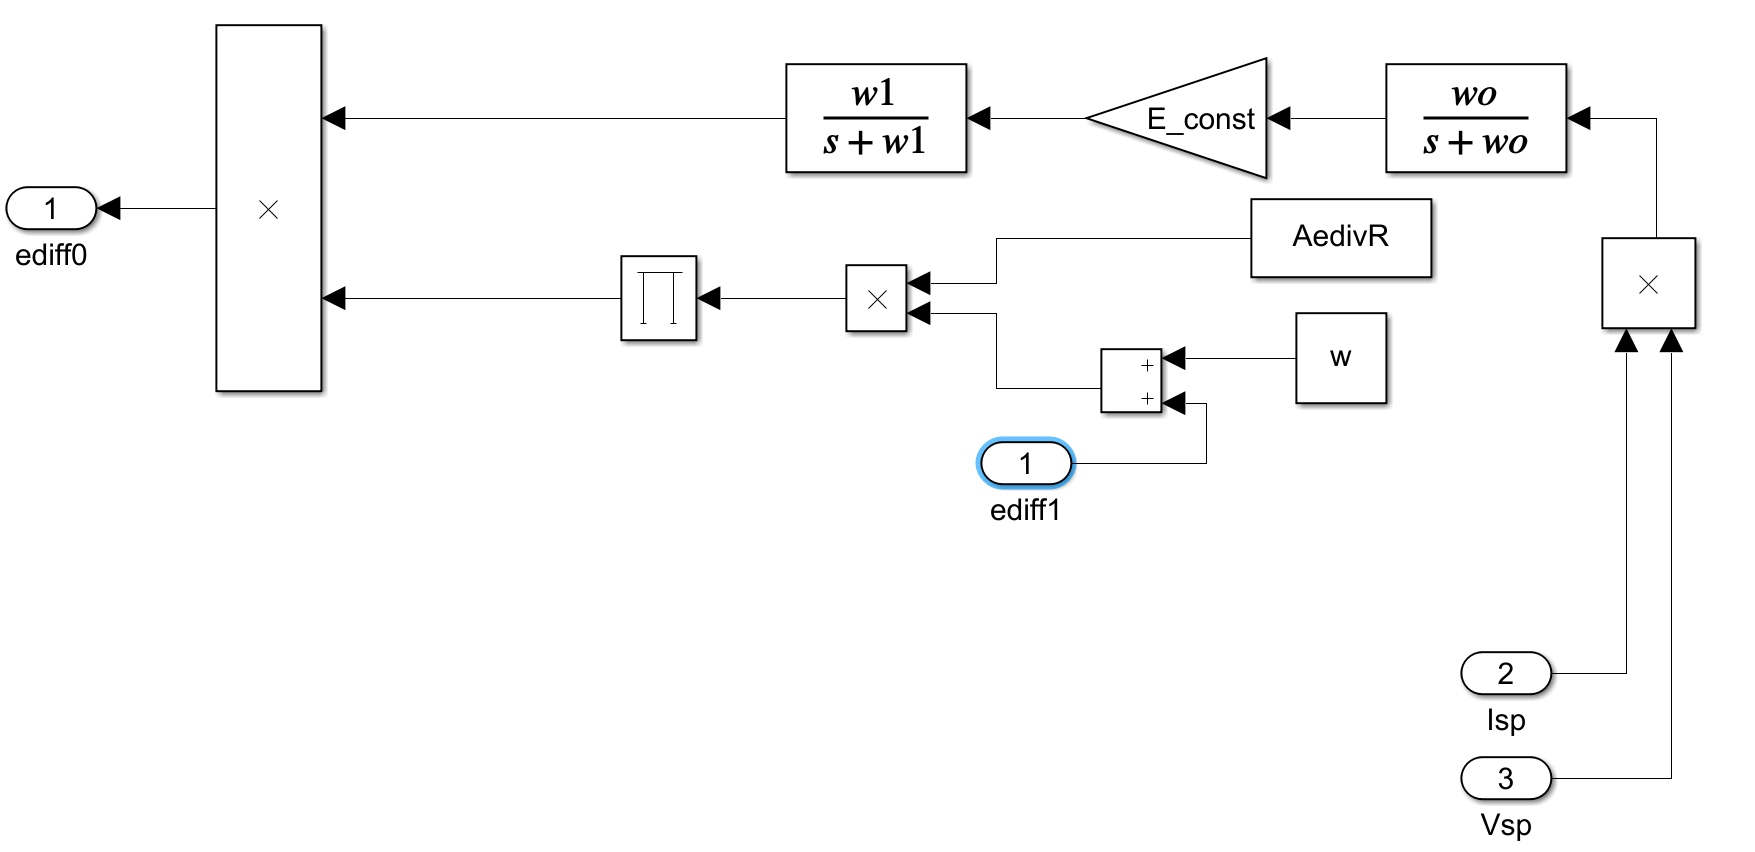 w1
s + w1
E_const
wo
s + wo
×
1
ediff0
AedivR
×
∏
×
+
+
w
1
ediff1
2
Isp
3
Vsp
×